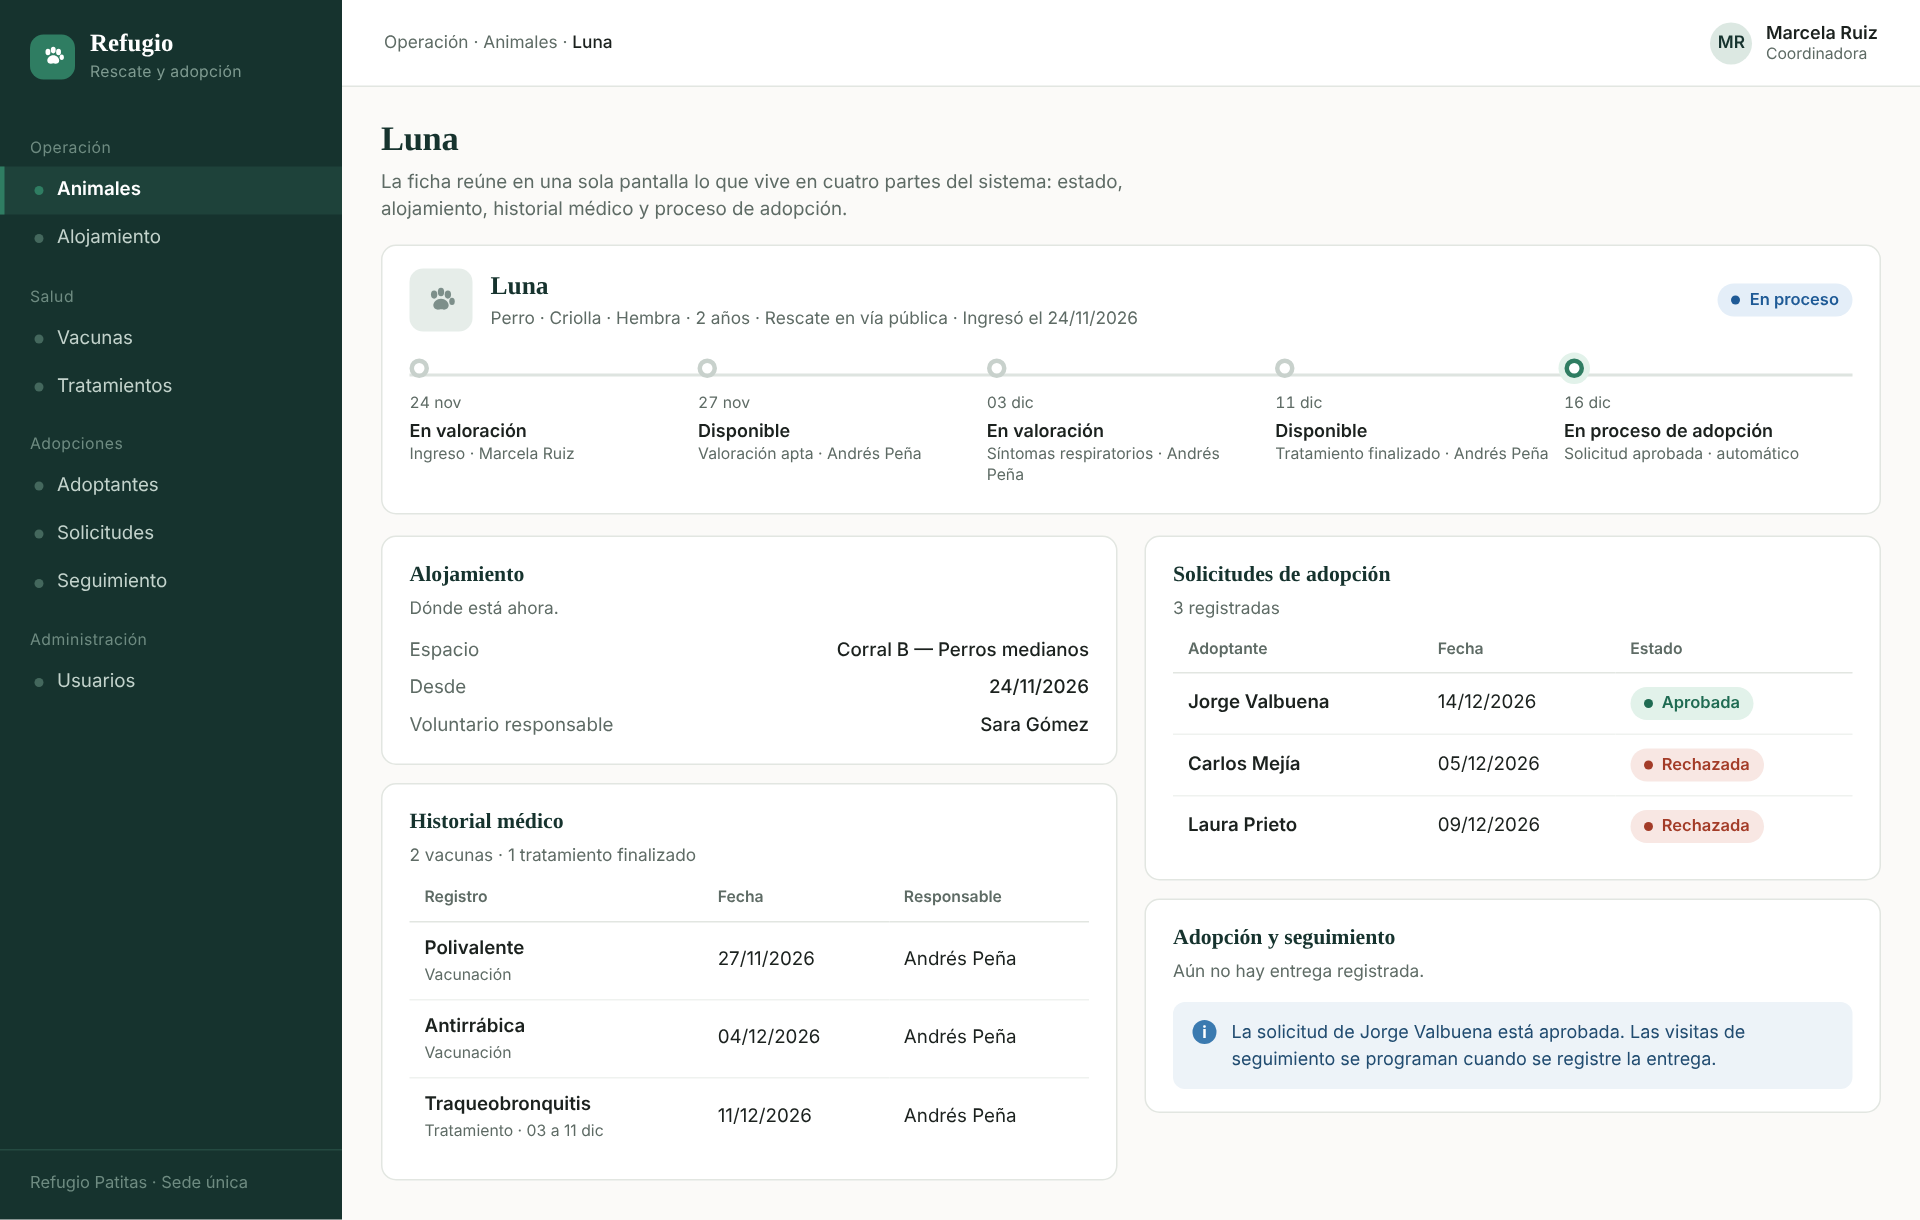 Refugio
Rescate y adopción
Operación
Animales
Alojamiento
Salud
Vacunas
Tratamientos
Adopciones
Adoptantes
Solicitudes
Seguimiento
Administración
Usuarios
Refugio Patitas · Sede única
Operación · Animales · Luna
MR
Marcela Ruiz
Coordinadora
Luna
La ficha reúne en una sola pantalla lo que vive en cuatro partes del sistema: estado,
alojamiento, historial médico y proceso de adopción.
Luna
Perro · Criolla · Hembra · 2 años · Rescate en vía pública · Ingresó el 24/11/2026
En proceso
24 nov
En valoración
Ingreso · Marcela Ruiz
27 nov
Disponible
Valoración apta · Andrés Peña
03 dic
En valoración
Síntomas respiratorios · Andrés
Peña
11 dic
Disponible
Tratamiento finalizado · Andrés Peña
16 dic
En proceso de adopción
Solicitud aprobada · automático
Alojamiento
Dónde está ahora.
Espacio Corral B — Perros medianos
Desde 24/11/2026
Voluntario responsable Sara Gómez
Historial médico
2 vacunas · 1 tratamiento finalizado
Registro Fecha Responsable
Polivalente
Vacunación
27/11/2026 Andrés Peña
Antirrábica
Vacunación
04/12/2026 Andrés Peña
Traqueobronquitis
Tratamiento · 03 a 11 dic
11/12/2026 Andrés Peña
Solicitudes de adopción
3 registradas
Adoptante Fecha Estado
Jorge Valbuena 14/12/2026 Aprobada
Carlos Mejía 05/12/2026 Rechazada
Laura Prieto 09/12/2026 Rechazada
Adopción y seguimiento
Aún no hay entrega registrada.
La solicitud de Jorge Valbuena está aprobada. Las visitas de
seguimiento se programan cuando se registre la entrega.